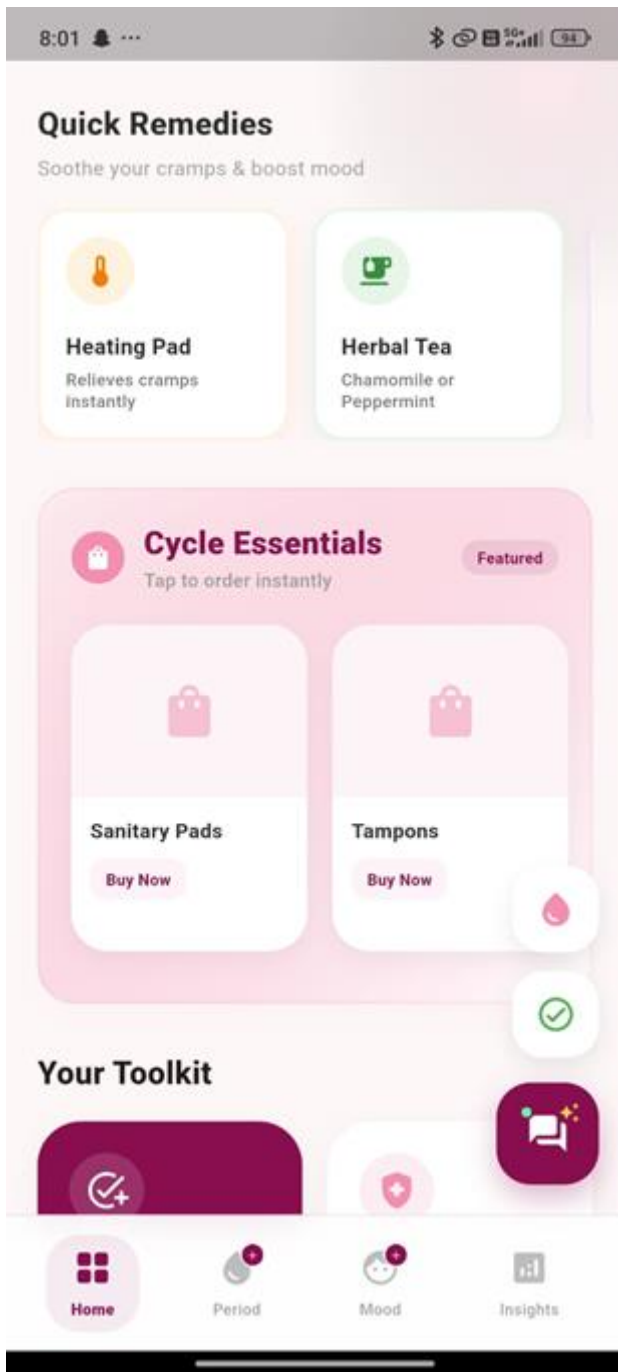 8:01
5G+
94
Quick Remedies
Soothe your cramps & boost mood
Heating Pad
Relieves cramps
instantly
Herbal Tea
Chamomile or
Peppermint
Cycle Essentials
Tap to order instantly
Featured
Sanitary Pads
Buy Now
Tampons
Buy Now
Your Toolkit
Home
Period
Mood
Insights